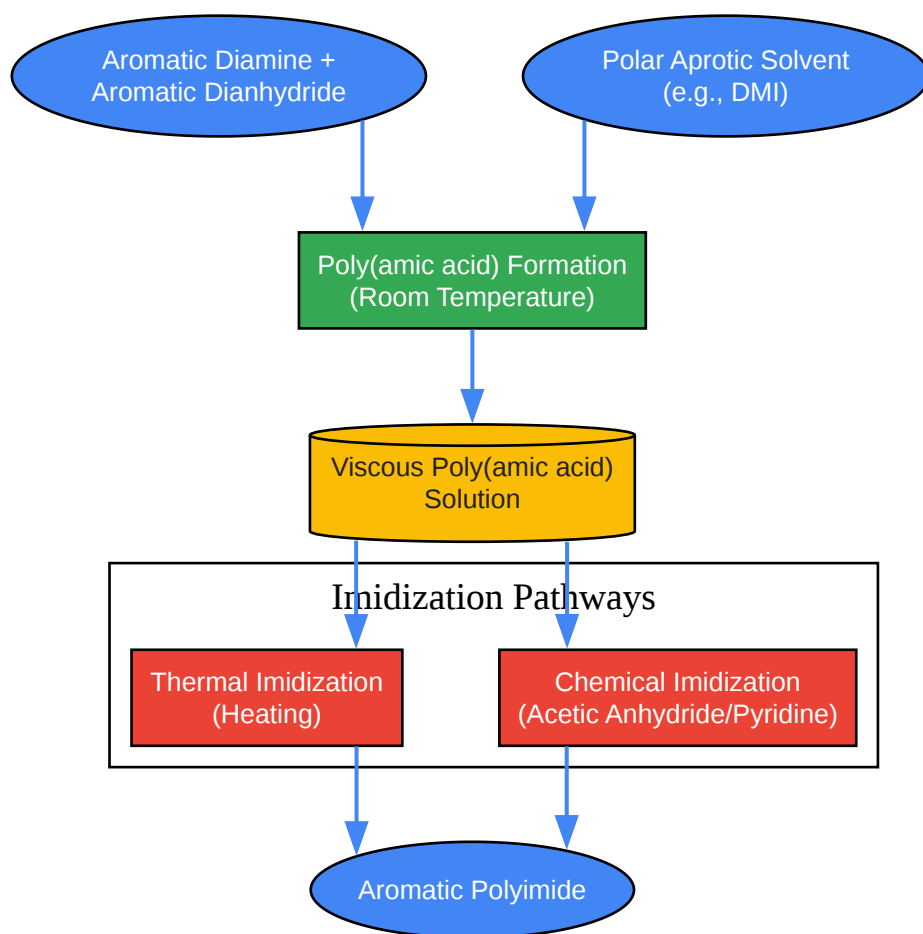 Aromatic Diamine +
Aromatic Dianhydride
Polar Aprotic Solvent
(e.g., DMI)
Poly(amic acid) Formation
(Room Temperature)
Viscous Poly(amic acid)
Solution
Imidization Pathways
Thermal Imidization
(Heating)
Chemical Imidization
(Acetic Anhydride/Pyridine)
Aromatic Polyimide